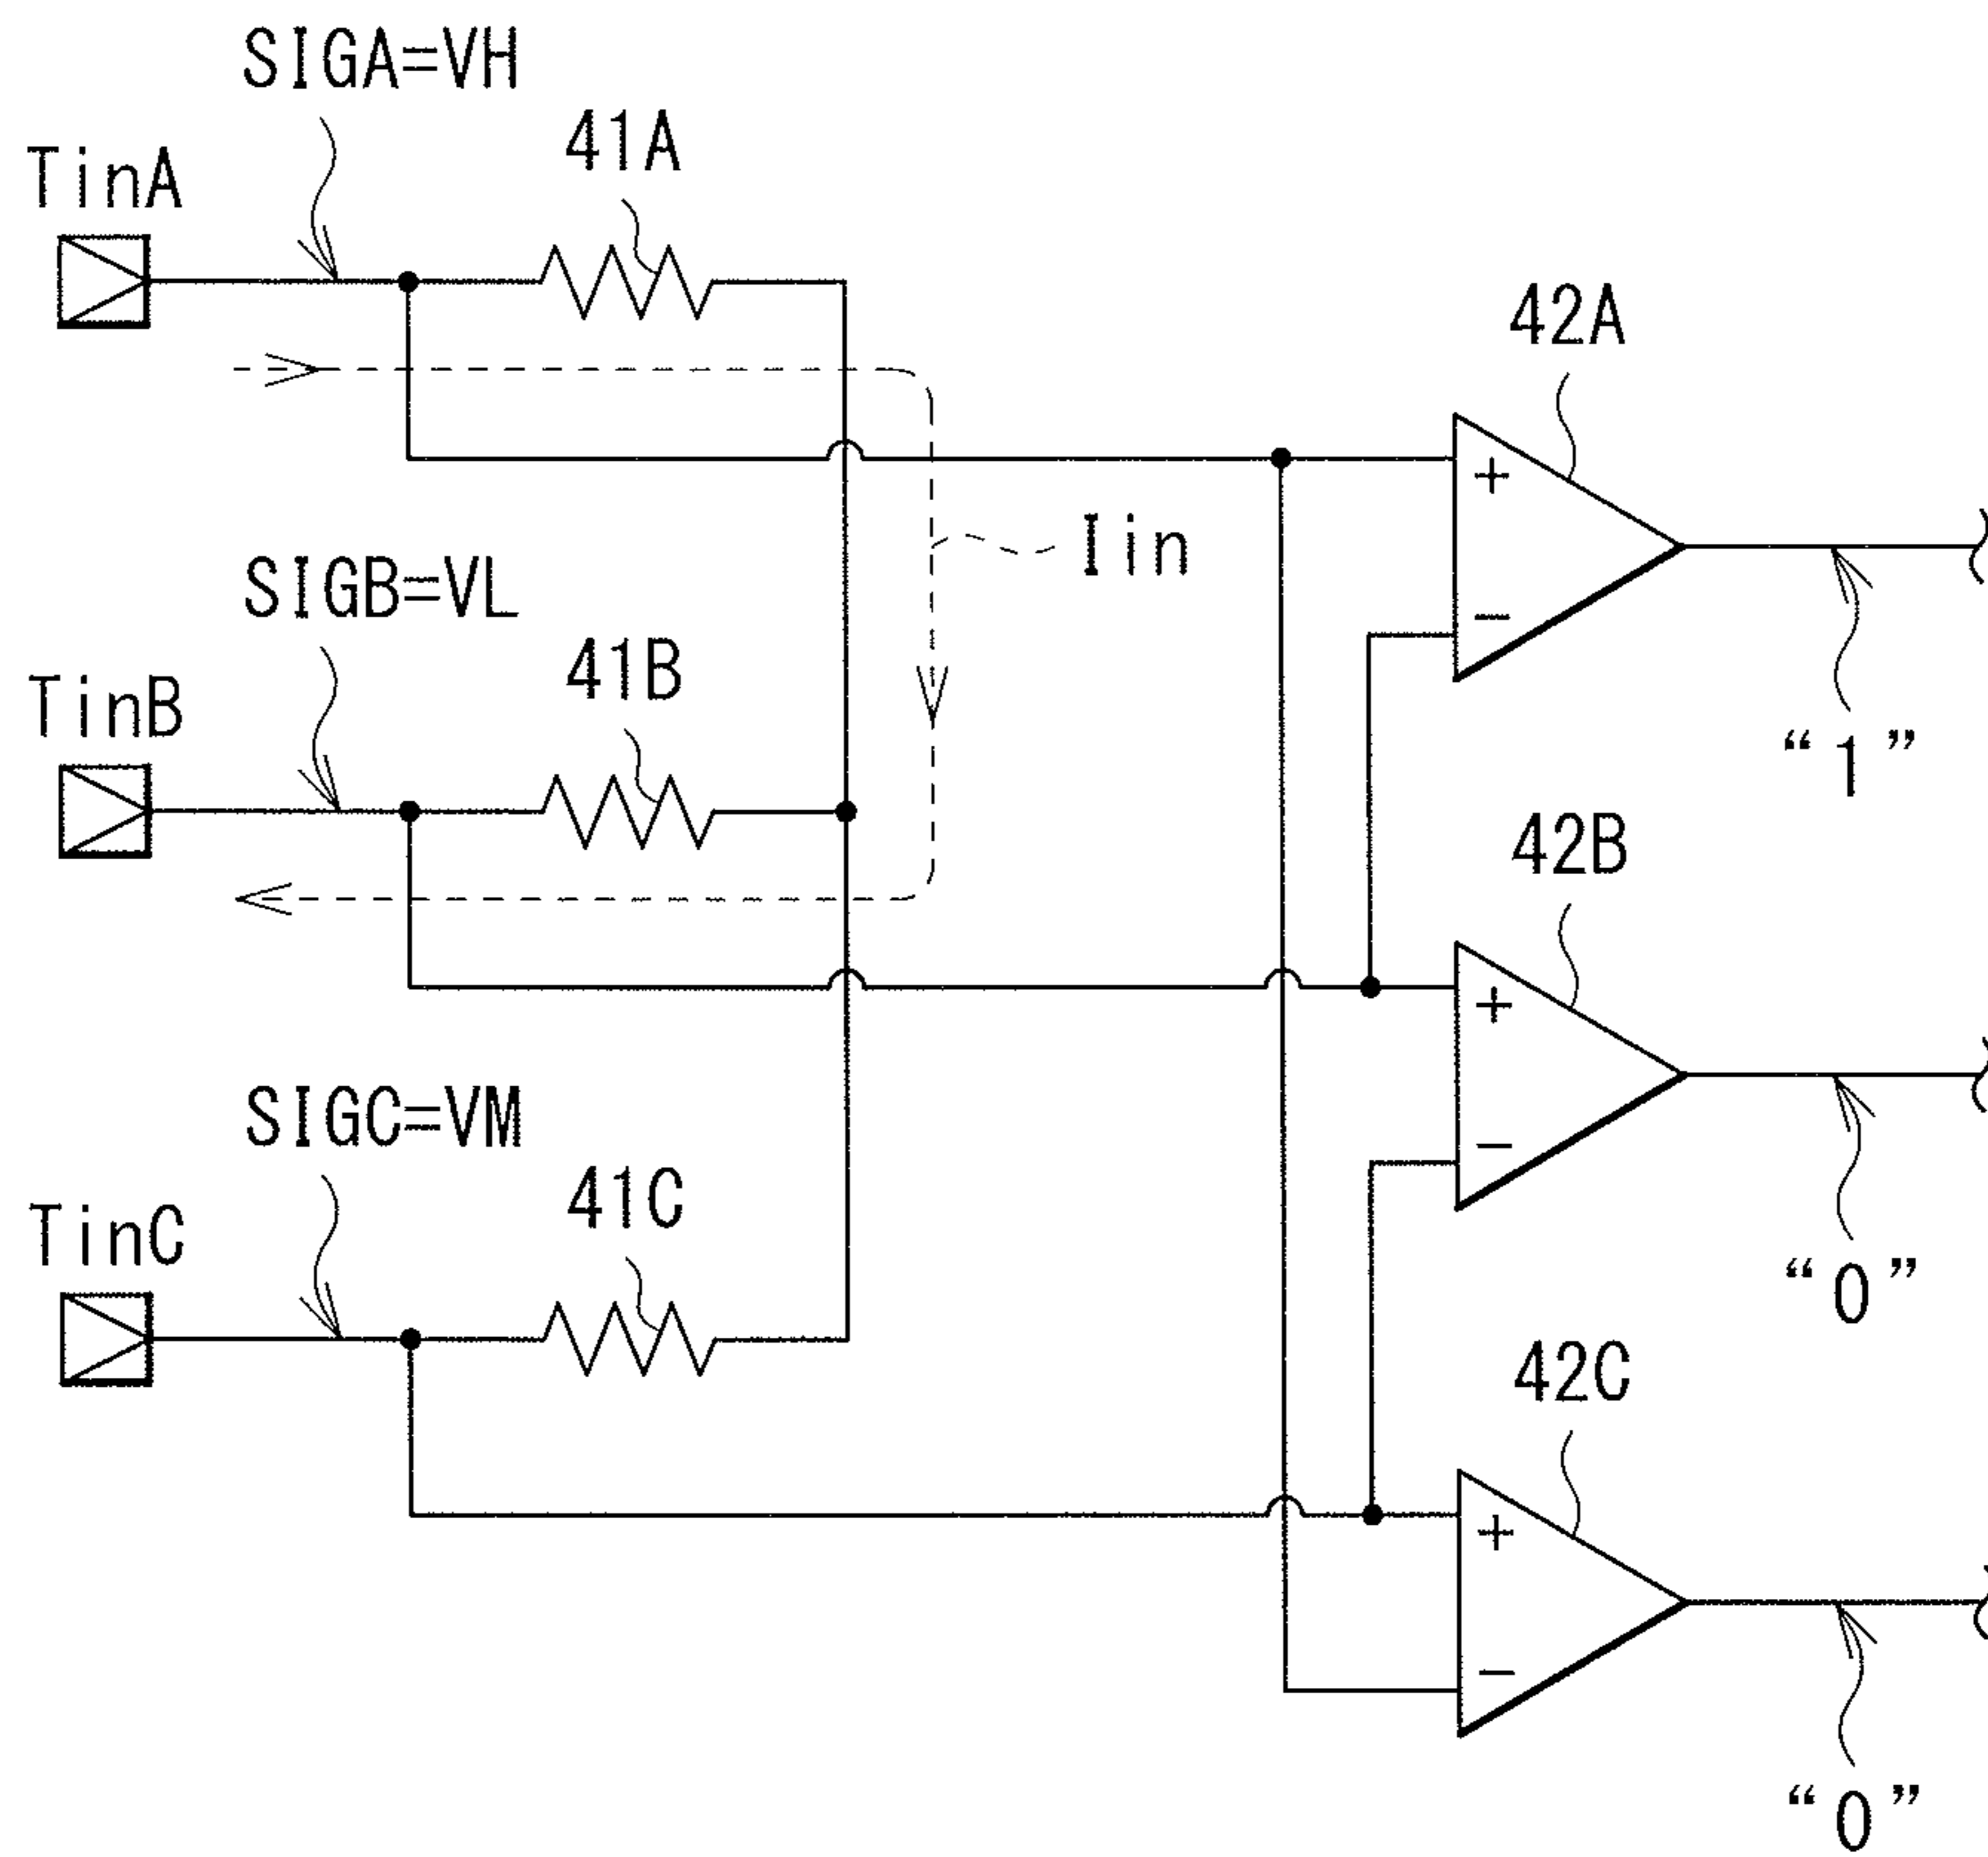 SIGA=VH
41A
TinA
42A
+
−
Iin
“1”
SIGB=VL
41B
TinB
42B
+
−
“0”
SIGC=VM
41C
TinC
42C
+
−
“0”